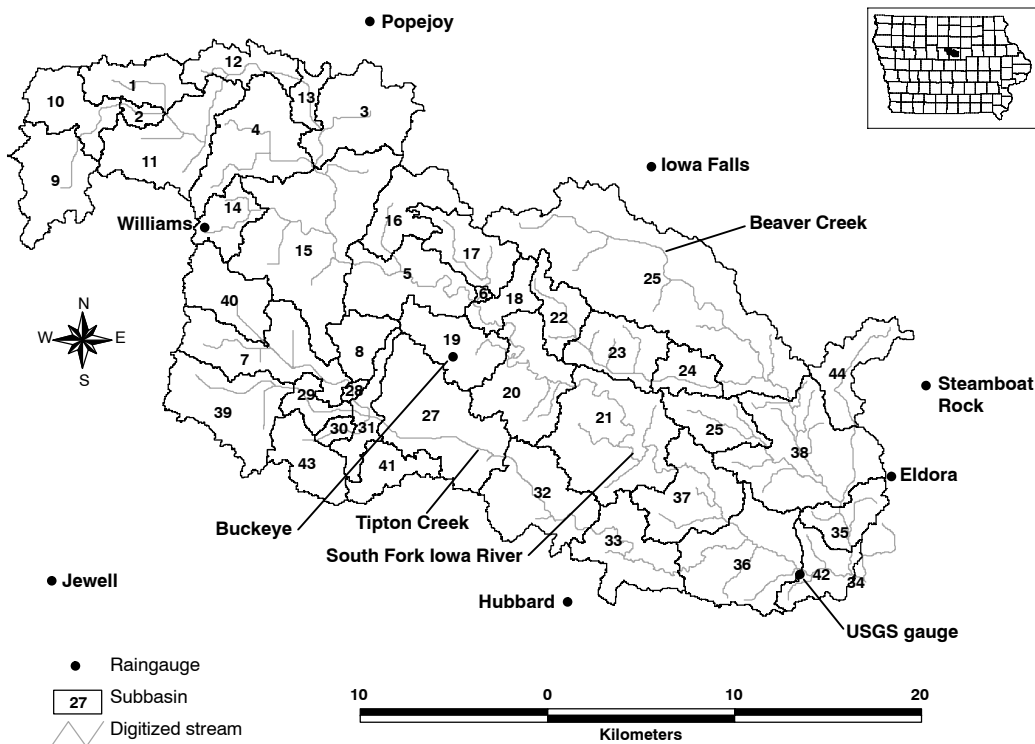 Popejoy
12
1
10
13
3
2
4
11
9
Iowa Falls
14
16
Williams
Beaver Creek
15
17
5
25
6
18
40
22
N
W E
S
19
23
7
8
24
44
Steamboat
Rock
28
29
39
20
27
21
30
31
25
38
43
41
Eldora
32
37
Buckeye
Tipton Creek
35
South Fork Iowa River
33
36
42
34
Jewell
Hubbard
USGS gauge
Raingauge
27 Subbasin
Digitized stream
10 0 10 20
Kilometers